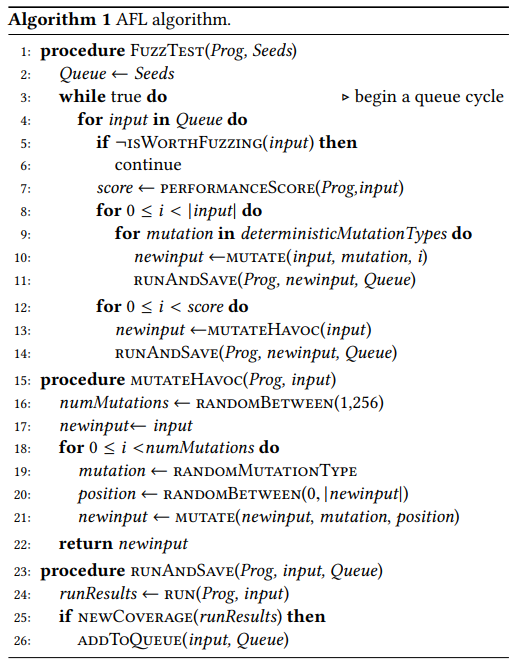 Algorithm 1 AFL algorithm.
1: procedure FuzzTest(Prog, Seeds)
2: Queue ← Seeds
3: while true do ▷ begin a queue cycle
4: for input in Queue do
5: if ¬isWorthFuzzing(input) then
6: continue
7: score ← performanceScore(Prog,input)
8: for 0 ≤ i < |input| do
9: for mutation in deterministicMutationTypes do
10: newinput ←mutate(input, mutation, i)
11: runAndSave(Prog, newinput, Queue)
12: for 0 ≤ i < score do
13: newinput ←mutateHavoc(input)
14: runAndSave(Prog, newinput, Queue)
15: procedure mutateHavoc(Prog, input)
16: numMutations ← randomBetween(1,256)
17: newinput← input
18: for 0 ≤ i <numMutations do
19: mutation ← randomMutationType
20: position ← randomBetween(0, |newinput|)
21: newinput ← mutate(newinput, mutation, position)
22: return newinput
23: procedure runAndSave(Prog, input, Queue)
24: runResults ← run(Prog, input)
25: if newCoverage(runResults) then
26: addToQueue(input, Queue)